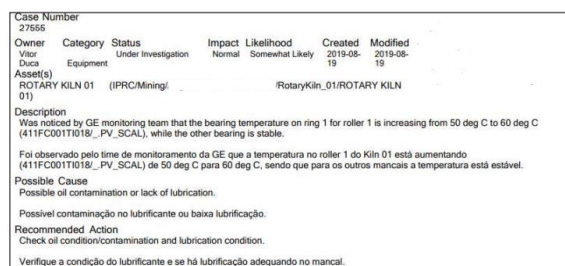 Case Number
27555
Owner Category Status Impact Likelihood Created Modified
Vitor Under Investigation Normal Somewhat Likely 2019-08- 2019-08-
Duca Equipment 19 19
Asset(s)
ROTARY KILN 01 (IPRC/Mining/ /RotaryKiln_01/ROTARY KILN
01)
Description
Was noticed by GE monitoring team that the bearing temperature on ring 1 for roller 1 is increasing from 50 deg C to 60 deg C
(411FC001TI018/_.PV_SCAL), while the other bearing is stable.
Foi observado pelo time de monitoramento da GE que a temperatura no roller 1 do Kiln 01 está aumentando
(411FC001TI018/_.PV_SCAL) de 50 deg C para 60 deg C, sendo que para os outros mancais a temperatura está estável.
Possible Cause
Possible oil contamination or lack of lubrication.
Possível contaminação no lubrificante ou baixa lubrificação.
Recommended Action
Check oil condition/contamination and lubrication condition.
Verifique a condição do lubrificante e se há lubrificação adequando no mancal.